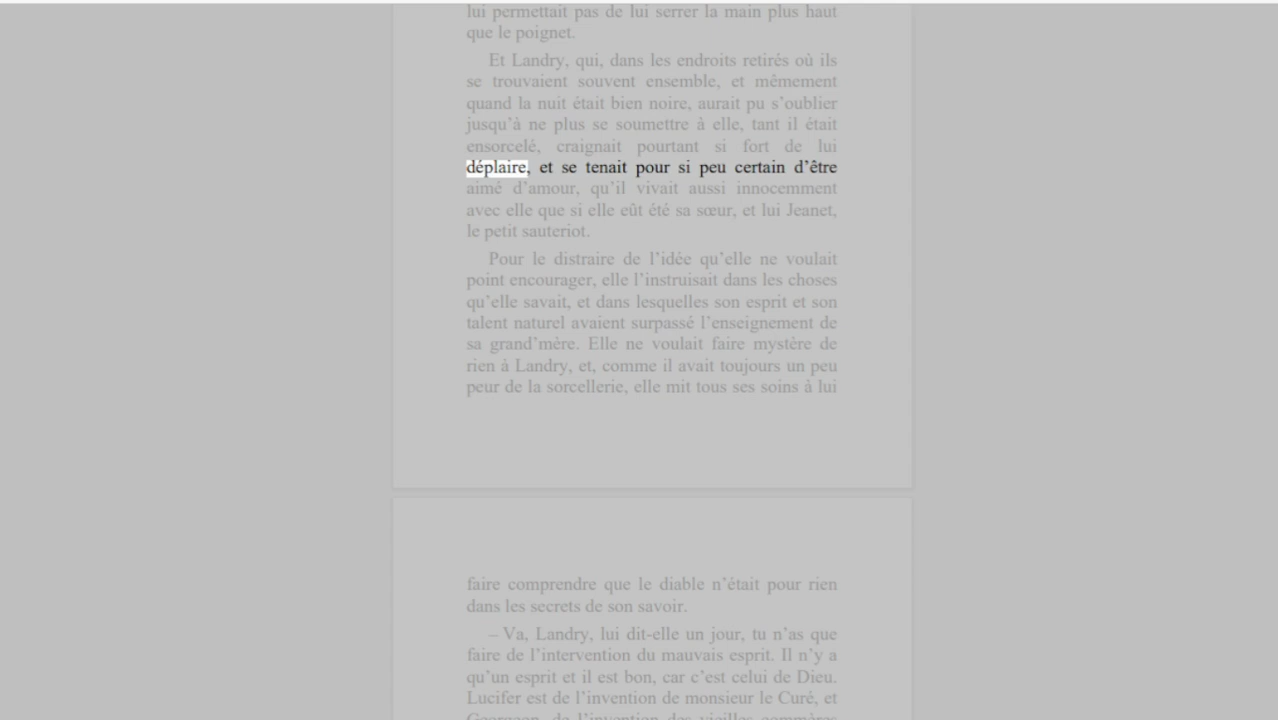 lui permettait pas de lui serrer la main plus haut
que le poignet.
Et Landry, qui, dans les endroits retirés où ils
se trouvaient souvent ensemble, et mêmement
quand la nuit était bien noire, aurait pu s’oublier
jusqu’à ne plus se soumettre à elle, tant il était
ensorcelé, craignait pourtant si fort de lui
déplaire, et se tenait pour si peu certain d’être
aimé d’amour, qu’il vivait aussi innocemment
avec elle que si elle eût été sa sœur, et lui Jeanet,
le petit sauteriot.
Pour le distraire de l’idée qu’elle ne voulait
point encourager, elle l’instruisait dans les choses
qu’elle savait, et dans lesquelles son esprit et son
talent naturel avaient surpassé l’enseignement de
sa grand’mère. Elle ne voulait faire mystère de
rien à Landry, et, comme il avait toujours un peu
peur de la sorcellerie, elle mit tous ses soins à lui
faire comprendre que le diable n’était pour rien
dans les secrets de son savoir.
– Va, Landry, lui dit-elle un jour, tu n’as que
faire de l’intervention du mauvais esprit. Il n’y a
qu’un esprit et il est bon, car c’est celui de Dieu.
Lucifer est de l’invention de monsieur le Curé, et
Georgeon, de l’invention des vieilles commères